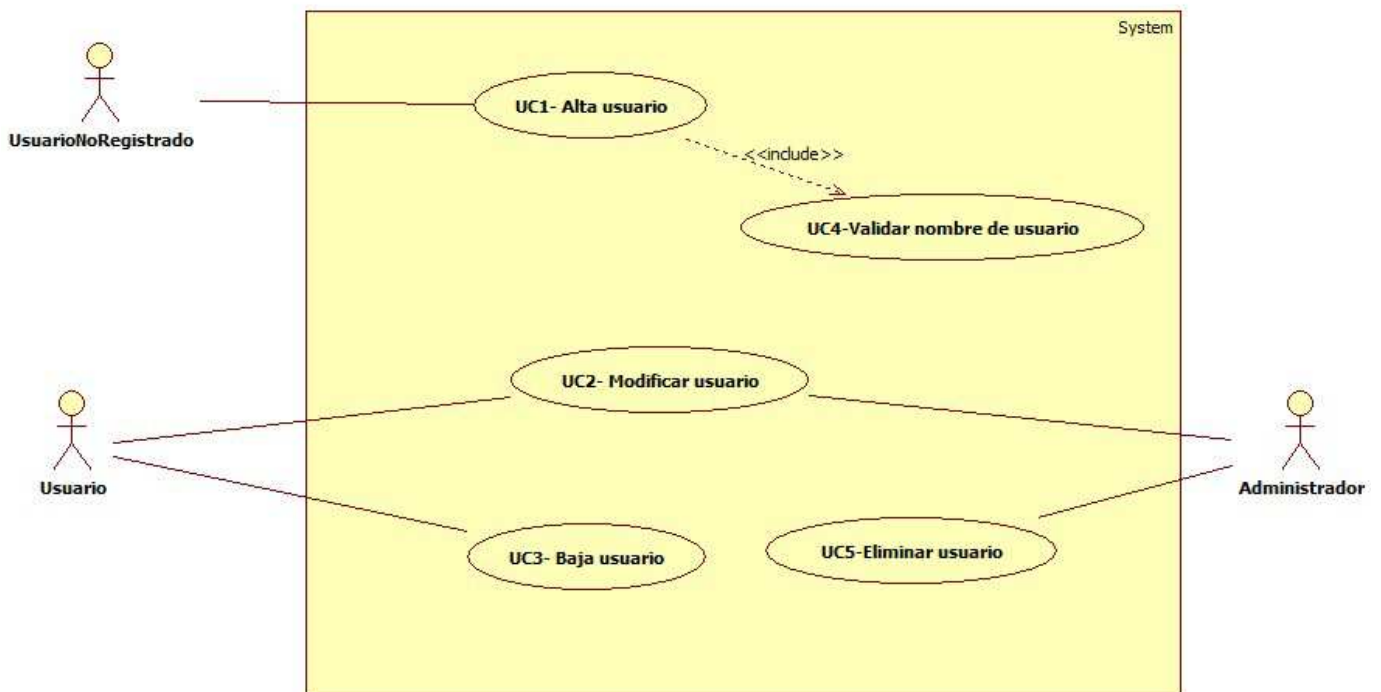 System
UC1- Alta usuario
UsuarioNoRegistrado
<<include>>
UC4-Validar nombre de usuario
UC2- Modificar usuario
Usuario
Administrador
UC3- Baja usuario
UC5-Eliminar usuario